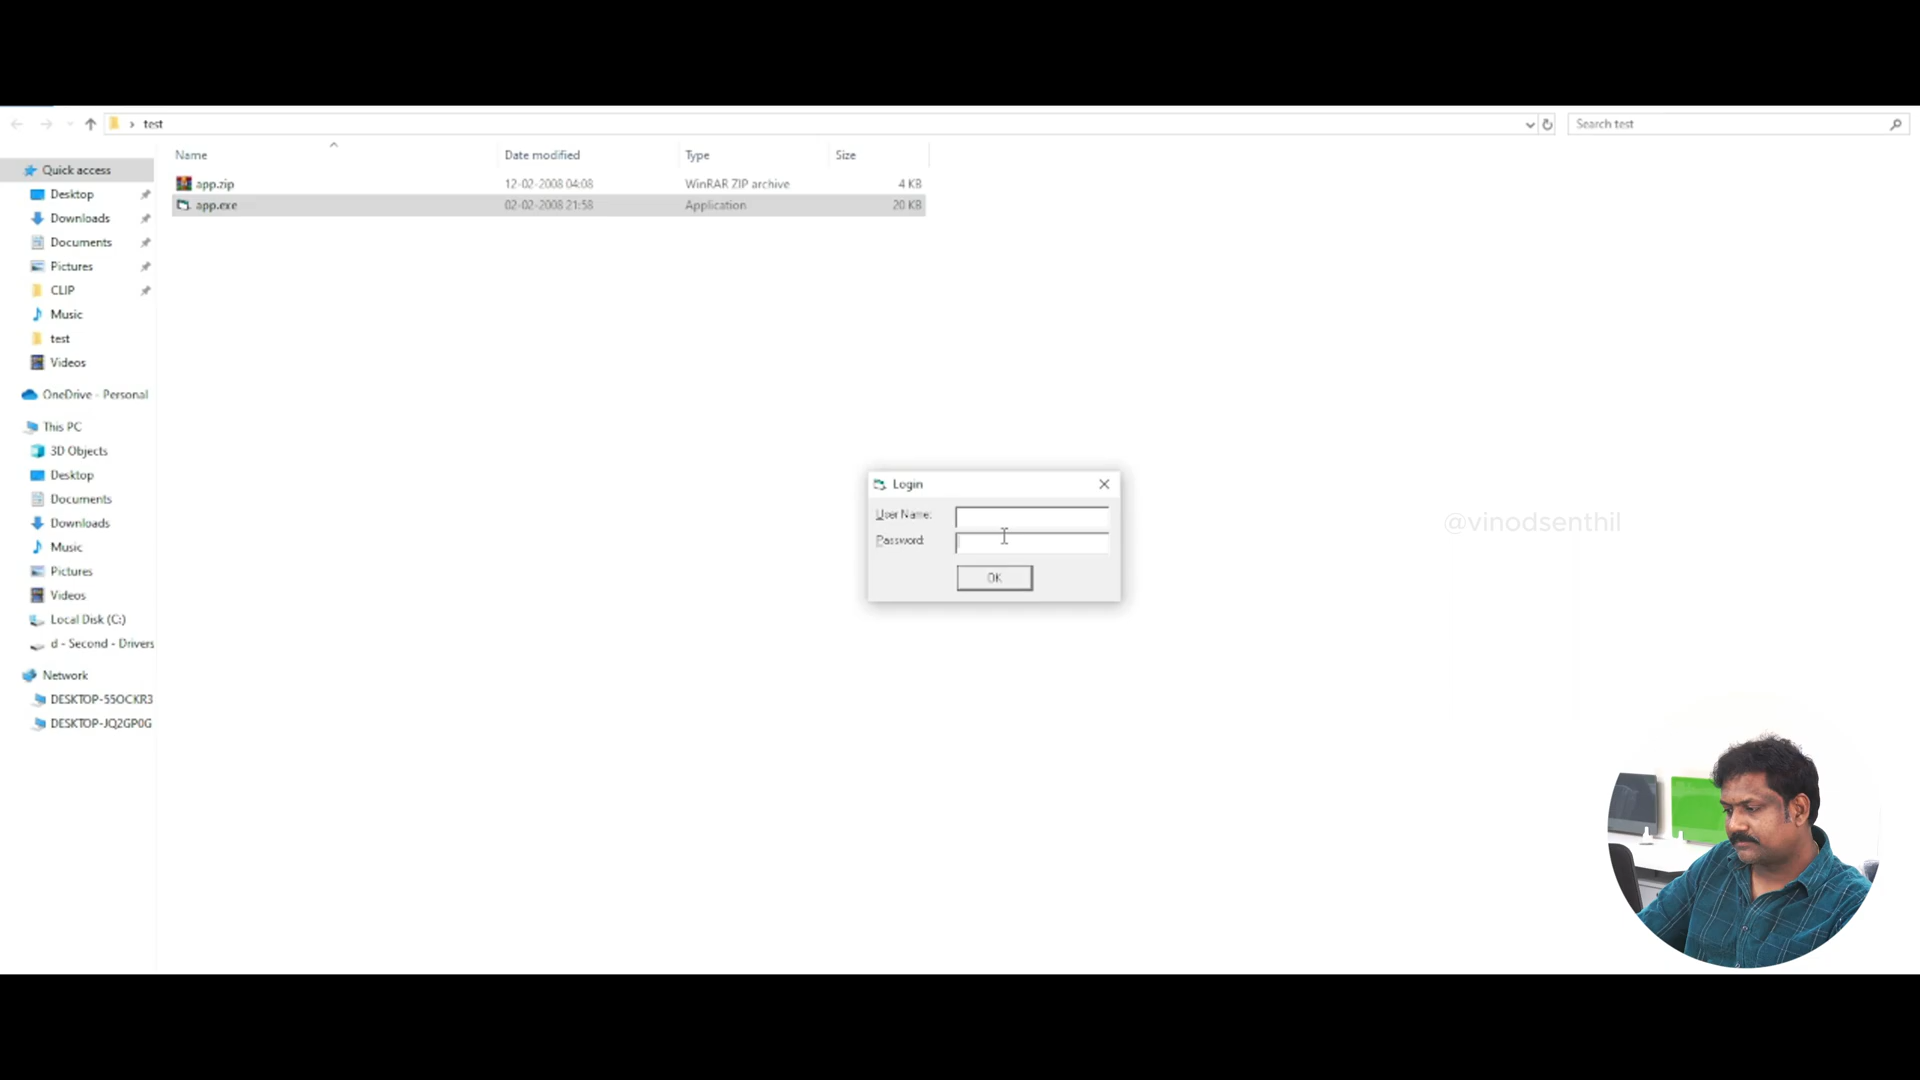 test
Search test
Name
Date modified
Type
Size
app.zip
12-02-2008 04:08
WinRAR ZIP archive
4 KB
app.exe
02-02-2008 21:58
Application
20 KB
Quick access
Desktop
Downloads
Documents
Pictures
CLIP
Music
test
Videos
OneDrive - Personal
This PC
3D Objects
Desktop
Documents
Downloads
Music
Pictures
Videos
Local Disk (C:)
d - Second - Drivers
Network
DESKTOP-55OCKR3
DESKTOP-JQ2GP0G
Login
User Name:
Password:
OK
@vinodsenthil